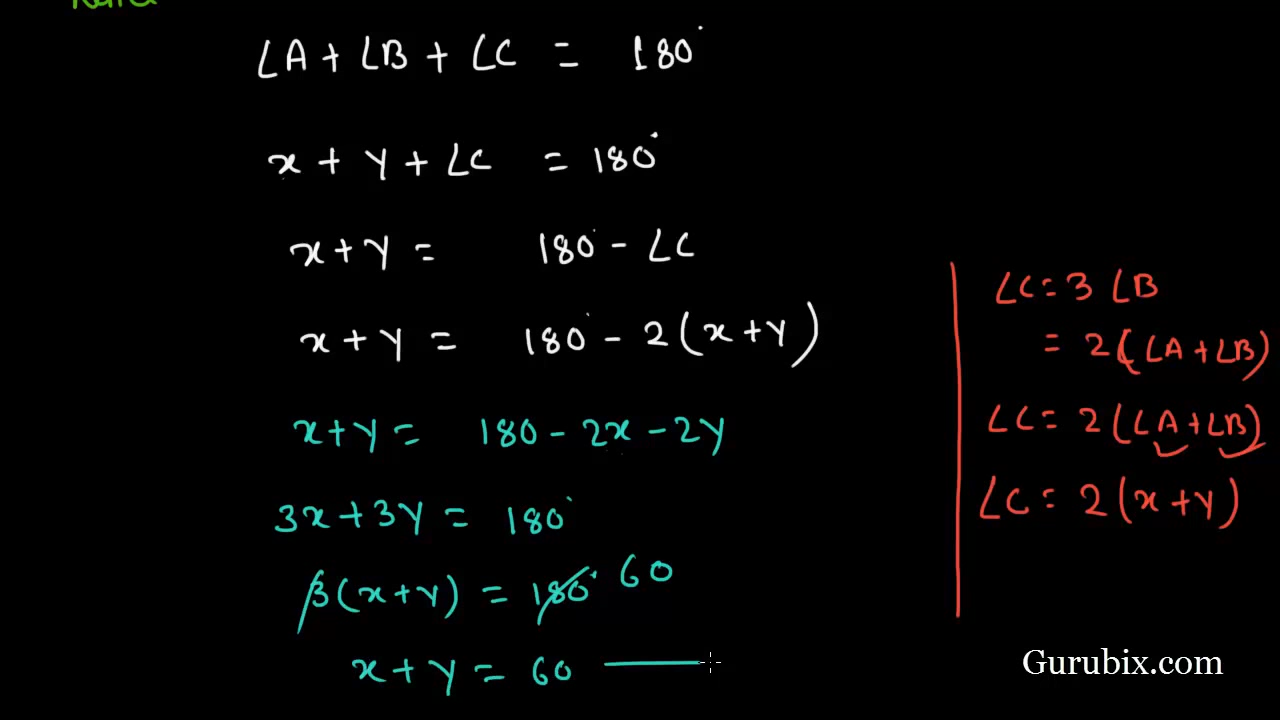 ∠A + ∠B + ∠C = 180°
x + y + ∠C = 180°
x + y = 180° - ∠C
x + y = 180° - 2(x + y)
x + y = 180 - 2x - 2y
3x + 3y = 180°
3(x + y) = 180° 60
x + y = 60
∠C = 3 ∠B
= 2(∠A + ∠B)
∠C = 2(∠A + ∠B)
∠C = 2(x + y)
Gurubix.com